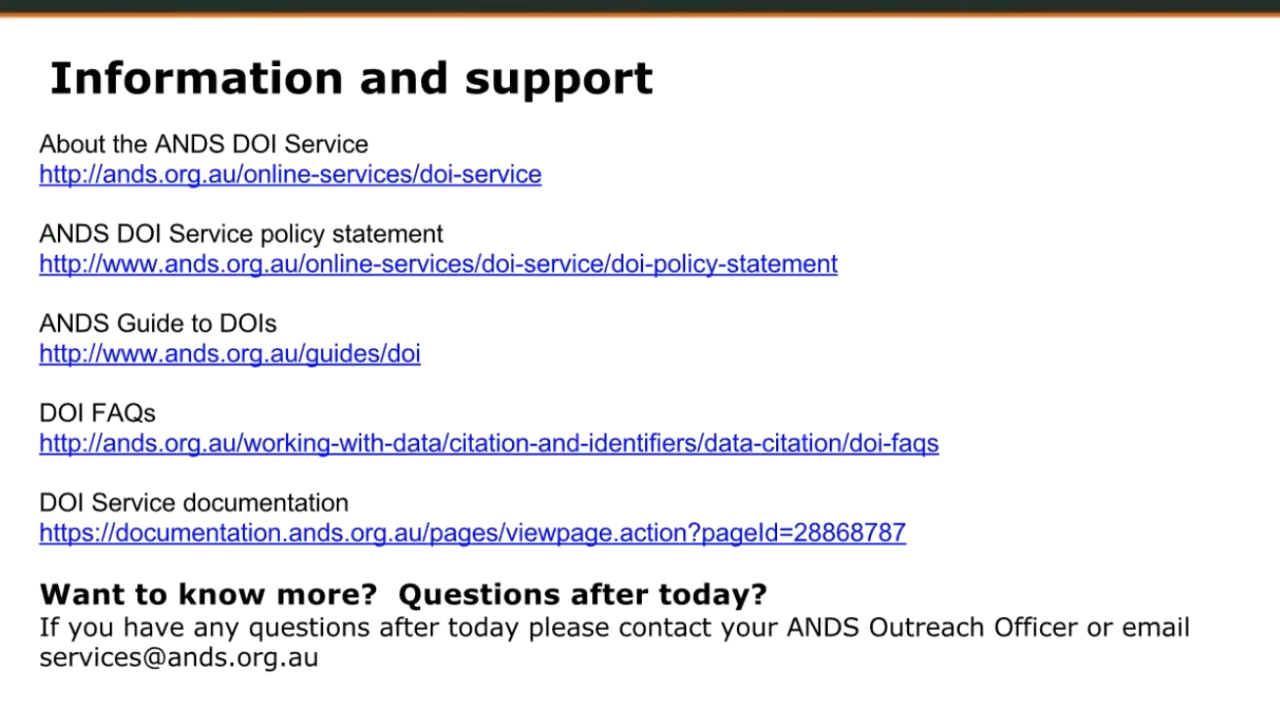 Information and support
About the ANDS DOI Service
http://ands.org.au/online-services/doi-service
ANDS DOI Service policy statement
http://www.ands.org.au/online-services/doi-service/doi-policy-statement
ANDS Guide to DOIs
http://www.ands.org.au/guides/doi
DOI FAQs
http://ands.org.au/working-with-data/citation-and-identifiers/data-citation/doi-faqs
DOI Service documentation
https://documentation.ands.org.au/pages/viewpage.action?pageId=28868787
Want to know more?  Questions after today?
If you have any questions after today please contact your ANDS Outreach Officer or email
services@ands.org.au